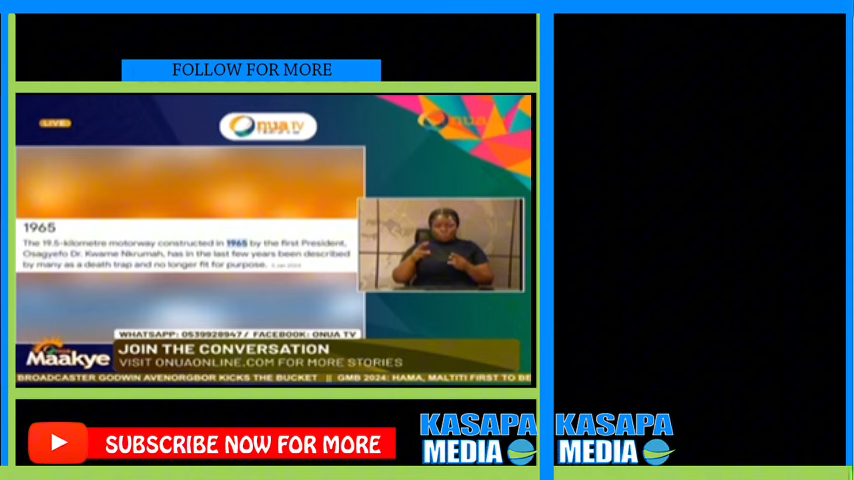 FOLLOW FOR MORE
LIVE
Onua TV
Onua
1965
The 19.5-kilometre motorway constructed in 1965 by the first President,
Osagyefo Dr. Kwame Nkrumah, has in the last few years been described
by many as a death trap and no longer fit for purpose.
WHATSAPP: 0539928947 / FACEBOOK: ONUA TV
Maakye
JOIN THE CONVERSATION
VISIT ONUAONLINE.COM FOR MORE STORIES
BROADCASTER GODWIN AVENORGBOR KICKS THE BUCKET || GMB 2024: HAMA, MALTITI FIRST TO BE
SUBSCRIBE NOW FOR MORE
KASAPA MEDIA
KASAPA MEDIA